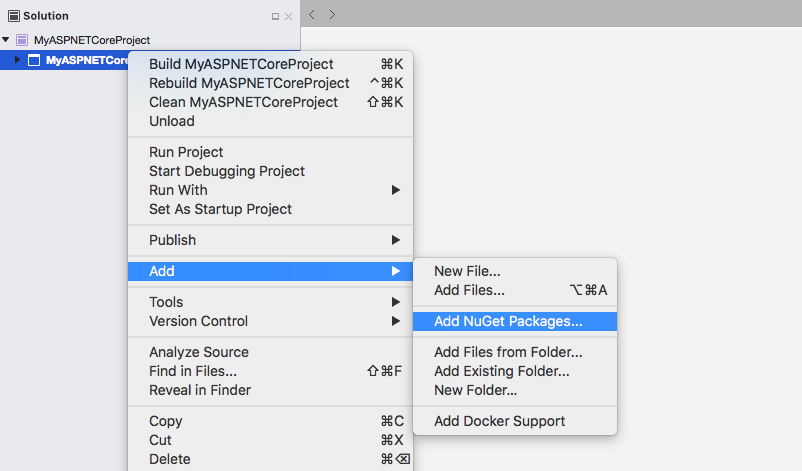 Solution
MyASPNETCoreProject
MyASPNETCore
Build MyASPNETCoreProject ⌘K
Rebuild MyASPNETCoreProject ^⌘K
Clean MyASPNETCoreProject ⇧⌘K
Unload
Run Project
Start Debugging Project
Run With
Set As Startup Project
Publish
Add
New File...
Add Files... ⌥⌘A
Add NuGet Packages...
Add Files from Folder...
Add Existing Folder...
New Folder...
Add Docker Support
Tools
Version Control
Analyze Source
Find in Files... ⇧⌘F
Reveal in Finder
Copy ⌘C
Cut ⌘X
Delete ⌘⌫